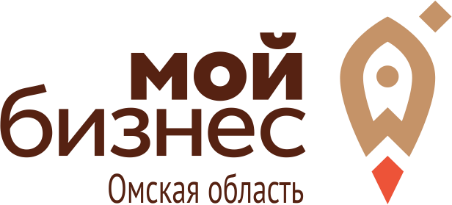 мой
бизнес
Омская область